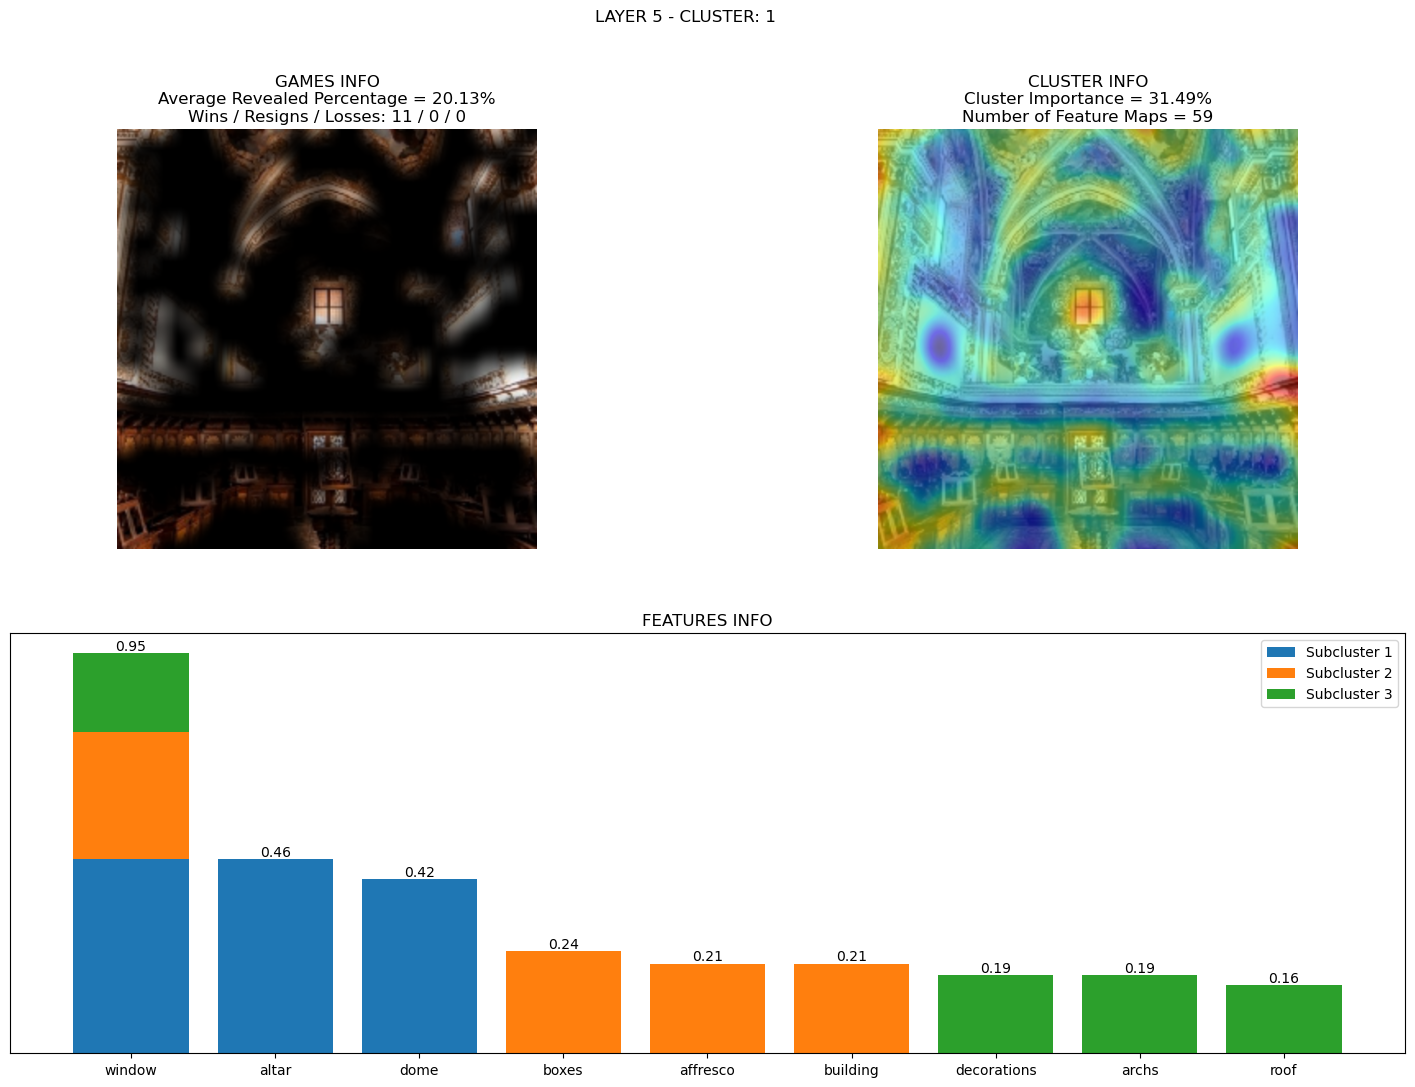 LAYER 5 - CLUSTER: 1
GAMES INFO
Average Revealed Percentage = 20.13%
Wins / Resigns / Losses: 11 / 0 / 0
CLUSTER INFO
Cluster Importance = 31.49%
Number of Feature Maps = 59
FEATURES INFO
0.95
0.46
0.42
0.24
0.21
0.21
0.19
0.19
0.16
Subcluster 1
Subcluster 2
Subcluster 3
window
altar
dome
boxes
affresco
building
decorations
archs
roof